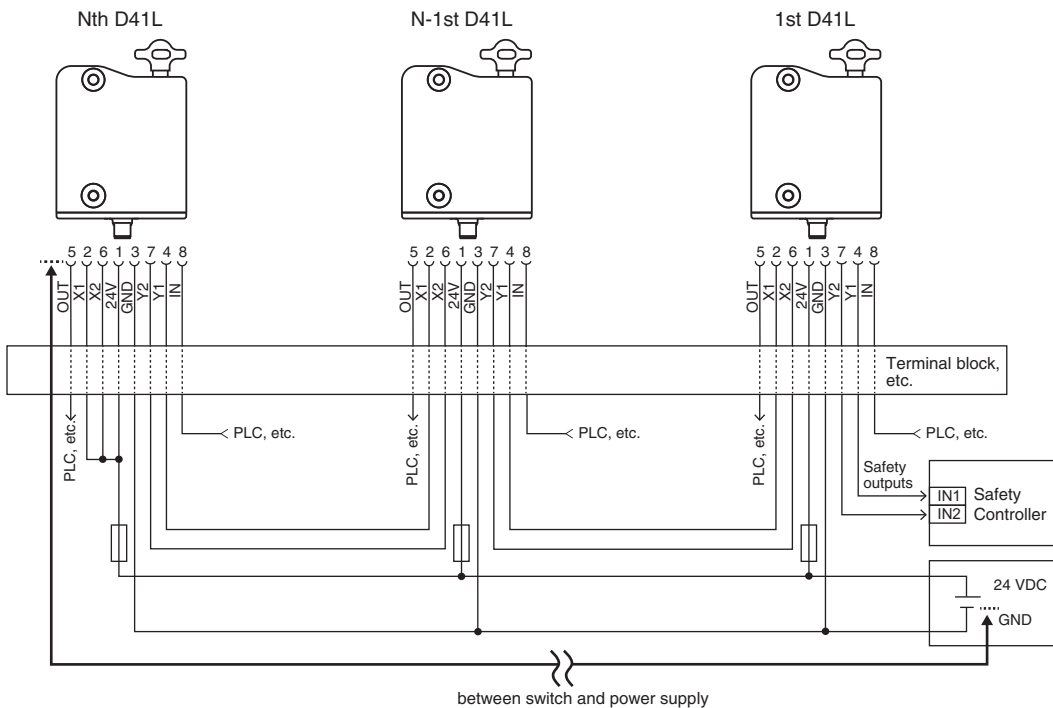 Nth D41L
N-1st D41L
1st D41L
5 2 6 1 3 7 4 8
5 2 6 1 3 7 4 8
5 2 6 1 3 7 4 8
OUT
X1
X2
24V
GND
Y2
Y1
IN
OUT
X1
X2
24V
GND
Y2
Y1
IN
OUT
X1
X2
24V
GND
Y2
Y1
IN
Terminal block,
etc.
PLC, etc.
PLC, etc.
PLC, etc.
PLC, etc.
PLC, etc.
PLC, etc.
Safety
outputs
IN1
IN2
Safety
Controller
24 VDC
GND
between switch and power supply